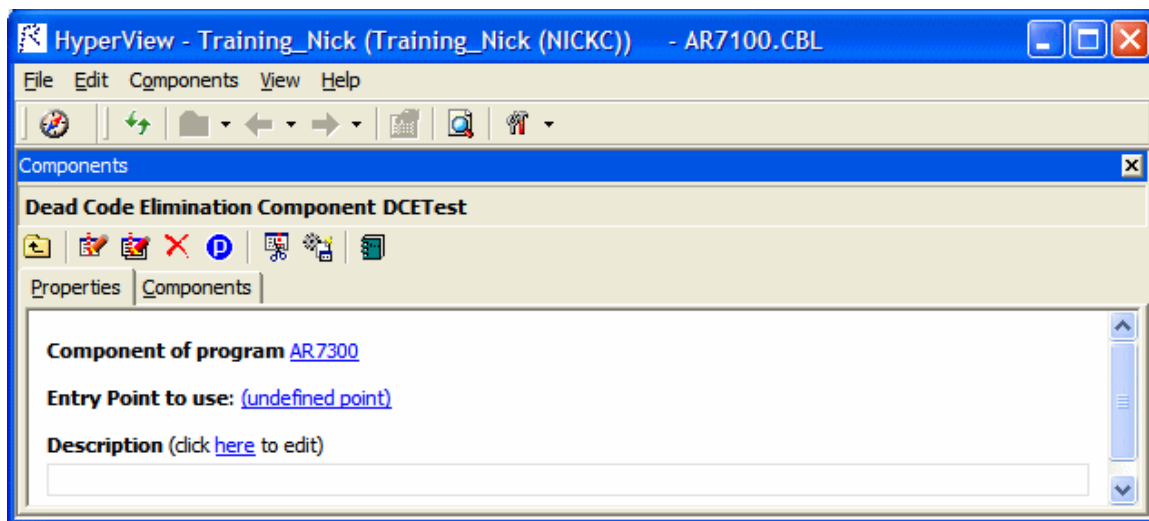 HyperView - Training_Nick (Training_Nick (NICKC)) - AR7100.CBL
File Edit Components View Help
Components
Dead Code Elimination Component DCETest
Properties Components
Component of program AR7300
Entry Point to use: (undefined point)
Description (click here to edit)